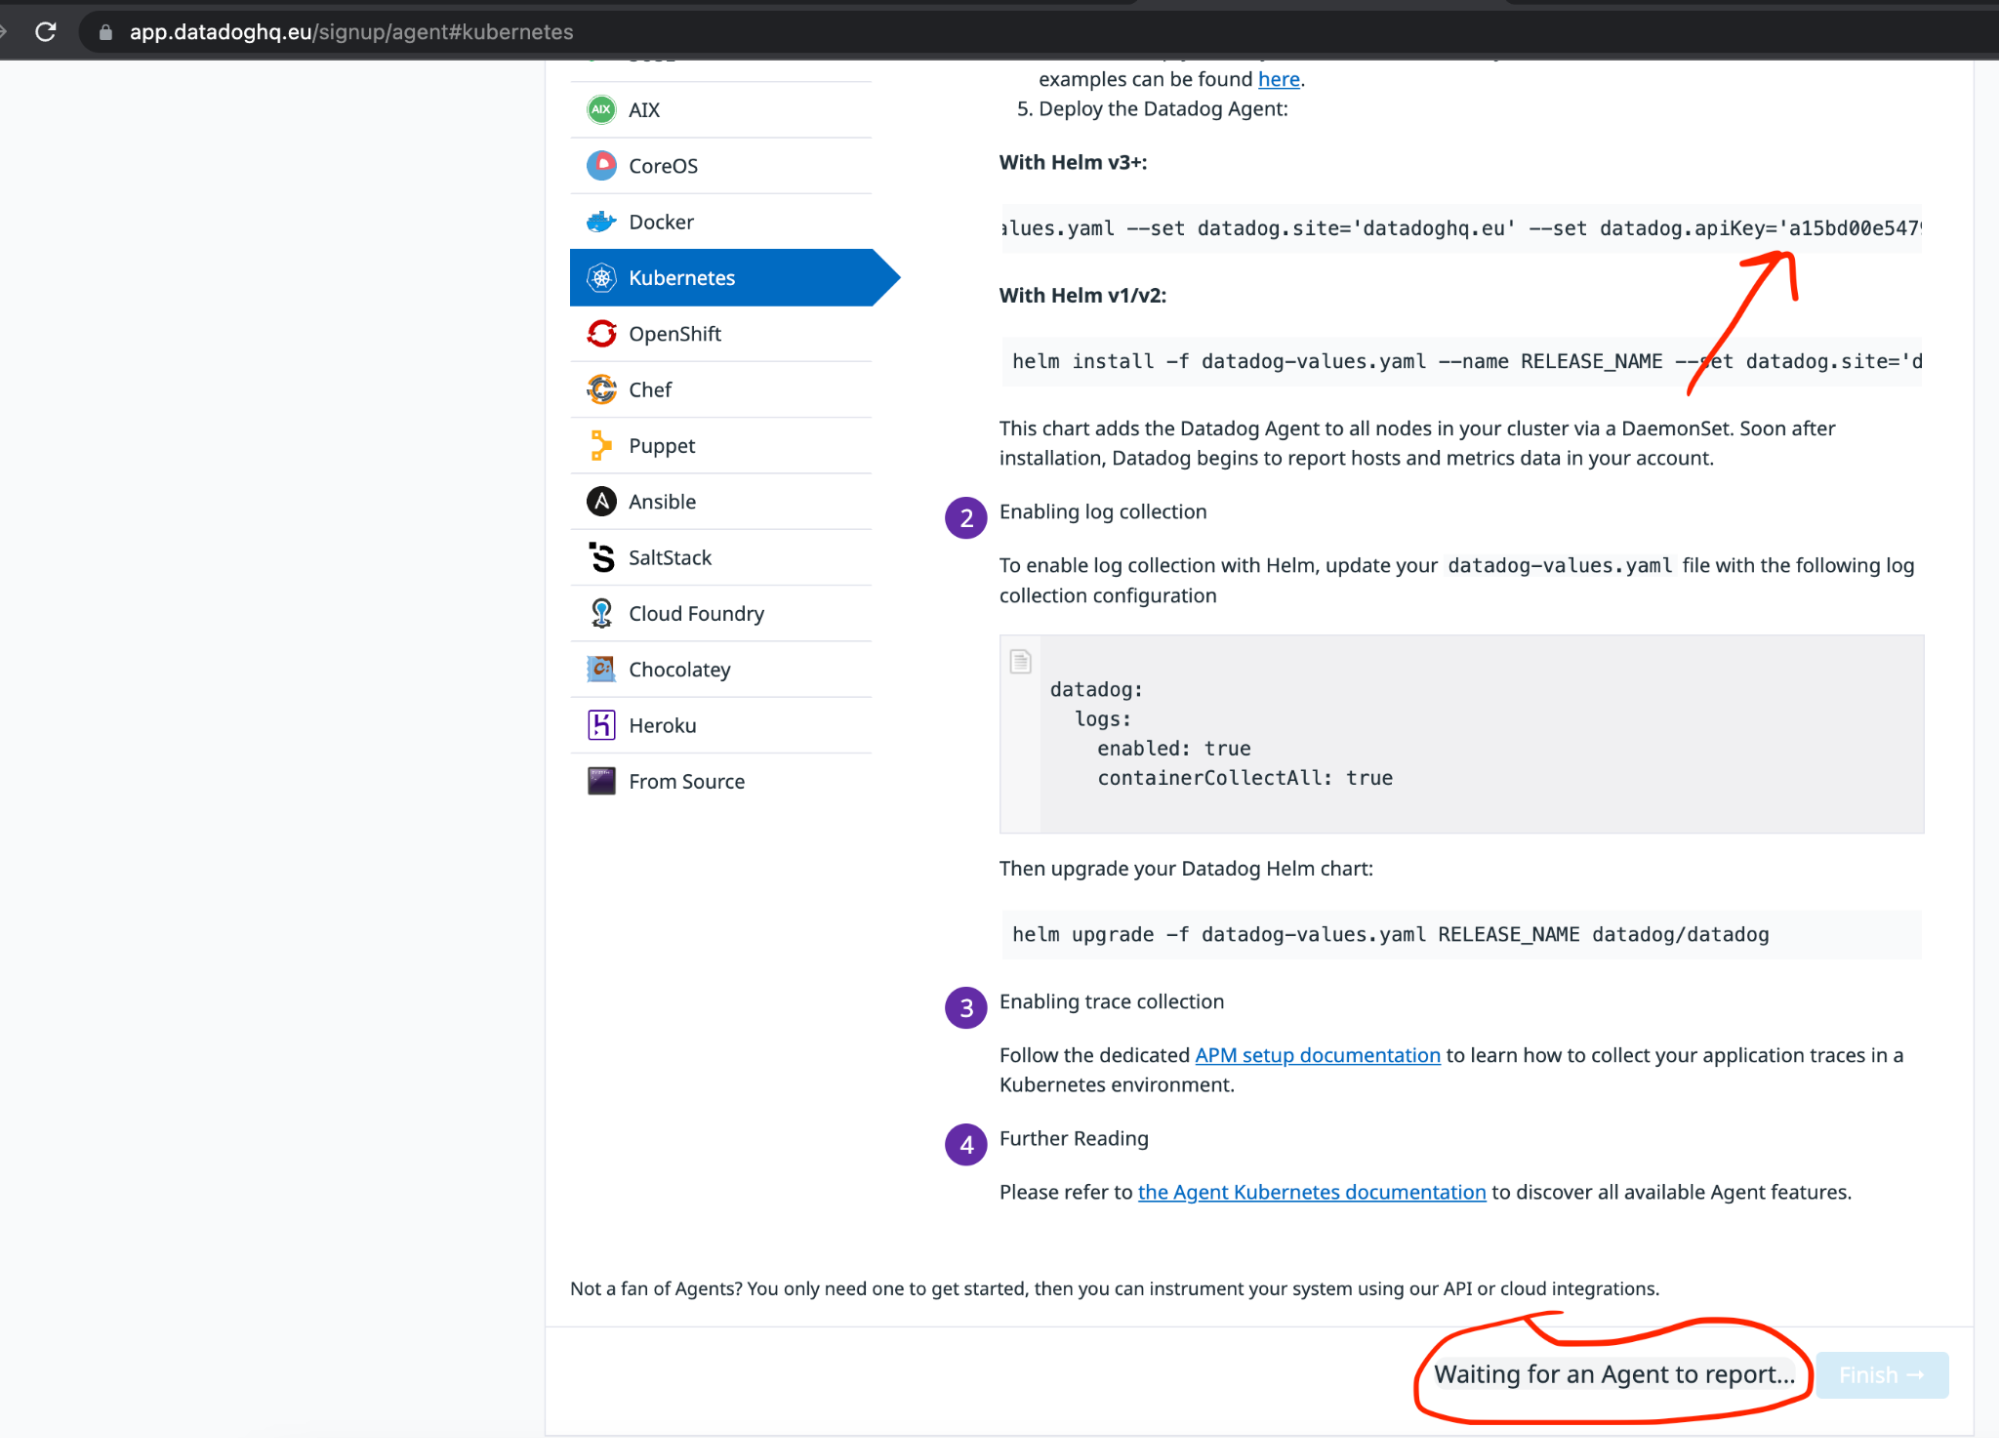 app.datadoghq.eu/signup/agent#kubernetes
examples can be found here.
5. Deploy the Datadog Agent:
AIX
CoreOS
Docker
Kubernetes
OpenShift
Chef
Puppet
Ansible
SaltStack
Cloud Foundry
Chocolatey
Heroku
From Source
With Helm v3+:
alues.yaml --set datadog.site='datadoghq.eu' --set datadog.apiKey='a15bd00e547
With Helm v1/v2:
helm install -f datadog-values.yaml --name RELEASE_NAME --set datadog.site='d
This chart adds the Datadog Agent to all nodes in your cluster via a DaemonSet. Soon after
installation, Datadog begins to report hosts and metrics data in your account.
2 Enabling log collection
To enable log collection with Helm, update your datadog-values.yaml file with the following log
collection configuration
datadog:
logs:
enabled: true
containerCollectAll: true
Then upgrade your Datadog Helm chart:
helm upgrade -f datadog-values.yaml RELEASE_NAME datadog/datadog
3 Enabling trace collection
Follow the dedicated APM setup documentation to learn how to collect your application traces in a
Kubernetes environment.
4 Further Reading
Please refer to the Agent Kubernetes documentation to discover all available Agent features.
Not a fan of Agents? You only need one to get started, then you can instrument your system using our API or cloud integrations.
Waiting for an Agent to report...
Finish →